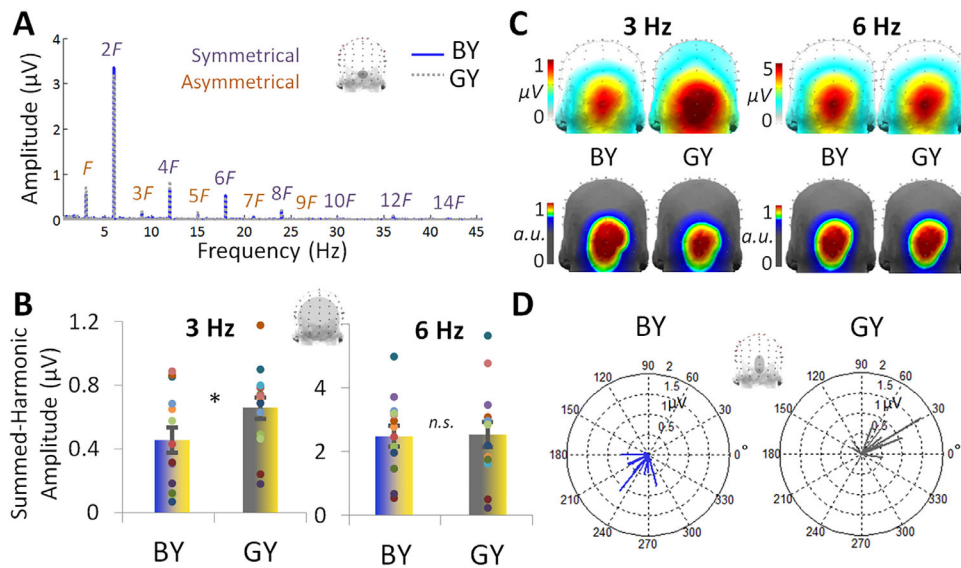 A
Amplitude (µV)
4
3
2
1
0
F
2F
3F
4F
5F
6F
7F
8F
9F
10F
12F
14F
Symmetrical
Asymmetrical
BY
GY
5 10 15 20 25 30 35 40 45
Frequency (Hz)
B
Summed-Harmonic
Amplitude (µV)
3 Hz
1.2
0.8
0.4
0
*
BY GY
6 Hz
4
2
0
n.s.
BY GY
C
3 Hz 6 Hz
1
µV
0
5
µV
0
BY GY BY GY
1
a.u.
0
1
a.u.
0
D
BY
90 2
120 60
1.5
µV
150 1 30
0.5
180 0 °
210 330
240 300
270
GY
90 2
120 60
1.5
µV
150 1 30
0.5
180 0 °
210 330
240 300
270